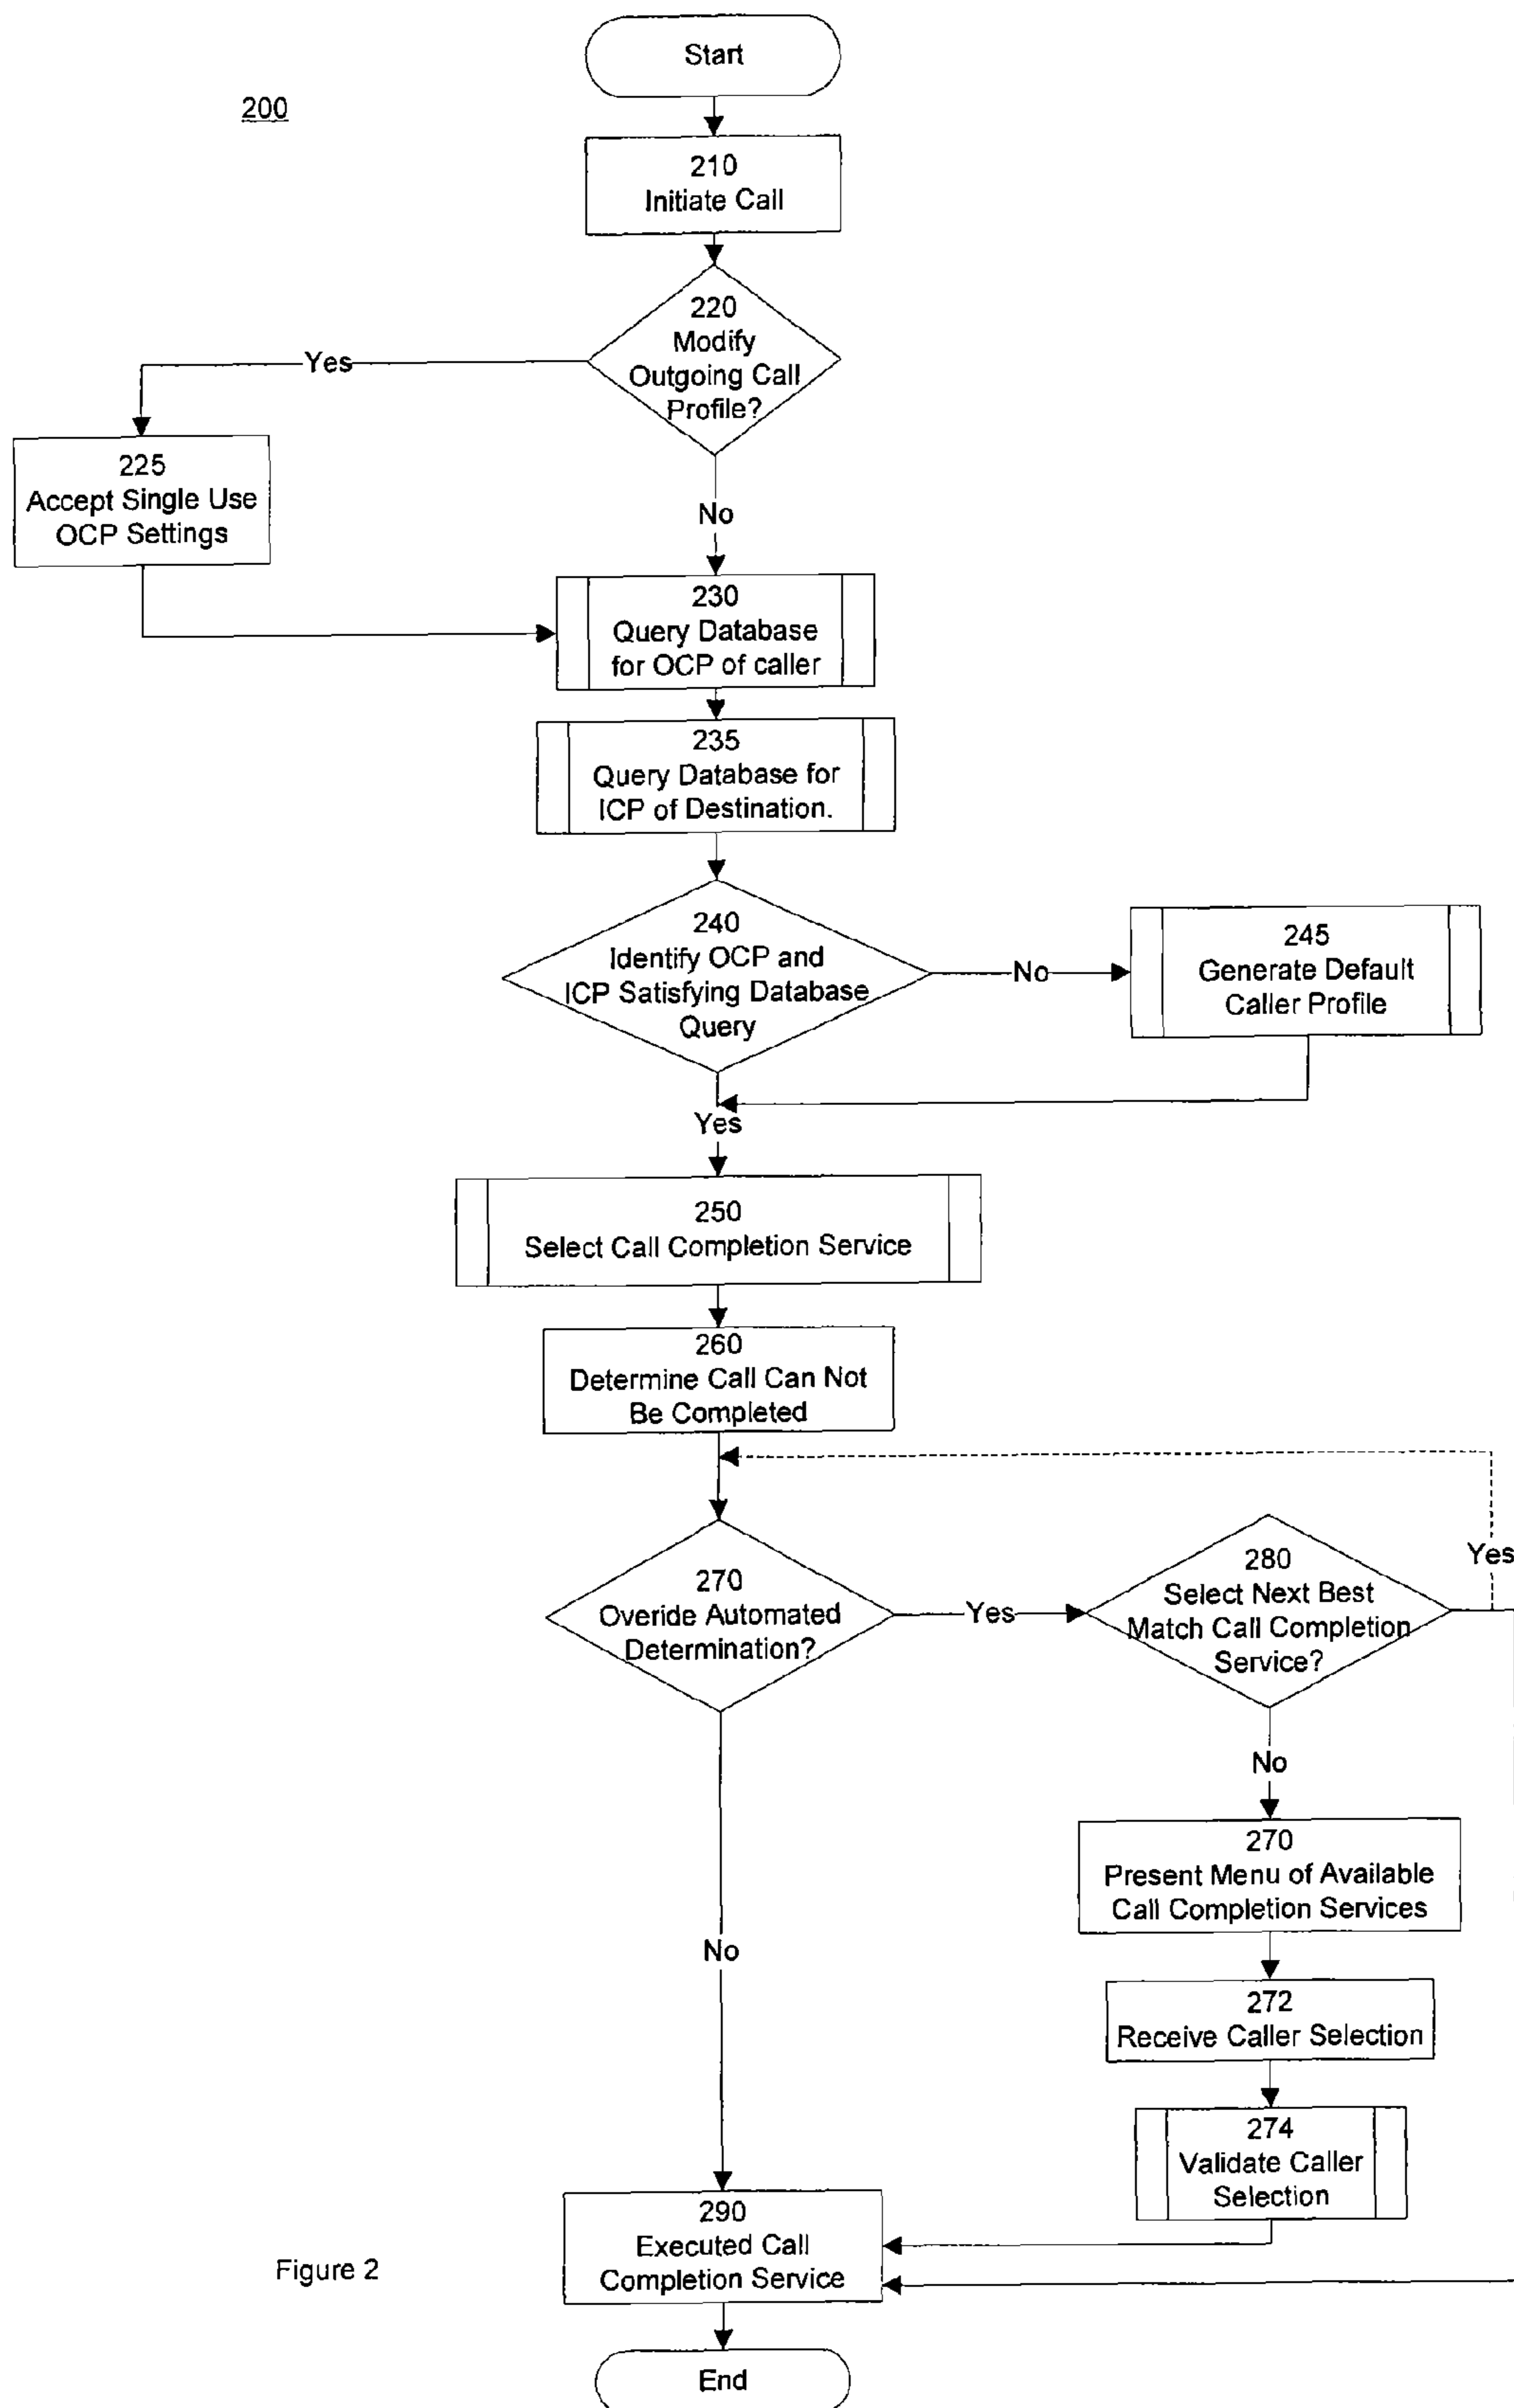 Start
200
210
Initiate Call
220
Modify
Outgoing Call
Profile?
Yes
225
Accept Single Use
OCP Settings
No
230
Query Database
for OCP of caller
235
Query Database for
ICP of Destination.
240
Identify OCP and
ICP Satisfying Database
Query
No
245
Generate Default
Caller Profile
Yes
250
Select Call Completion Service
260
Determine Call Can Not
Be Completed
270
Overide Automated
Determination?
Yes
280
Select Next Best
Match Call Completion
Service?
Yes
No
270
Present Menu of Available
Call Completion Services
No
272
Receive Caller Selection
274
Validate Caller
Selection
290
Executed Call
Completion Service
Figure 2
End